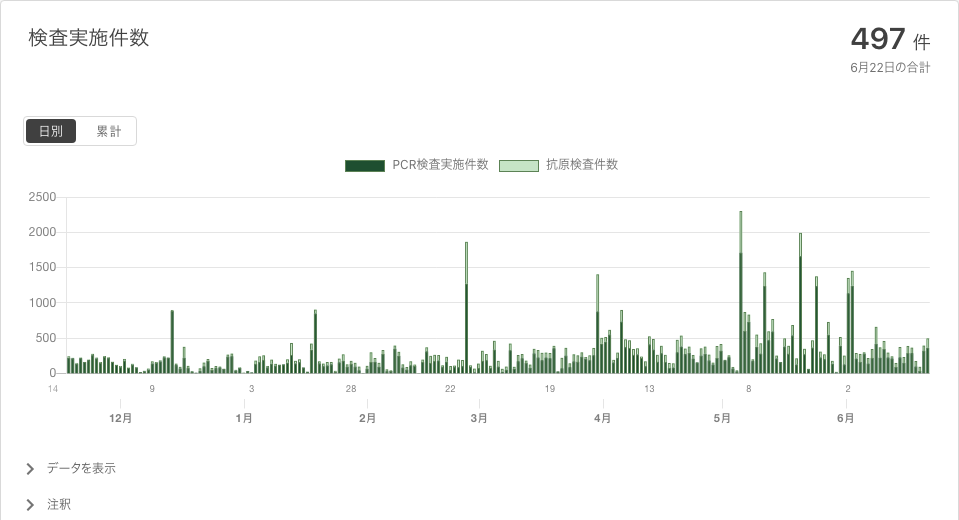 検査実施件数
497 件
6月22日の合計
日別 累計
PCR検査実施件数 抗原検査件数
2500
2000
1500
1000
500
0
14 9 3 28 22 19 13 8 2
12月 1月 2月 3月 4月 5月 6月
データを表示
注釈